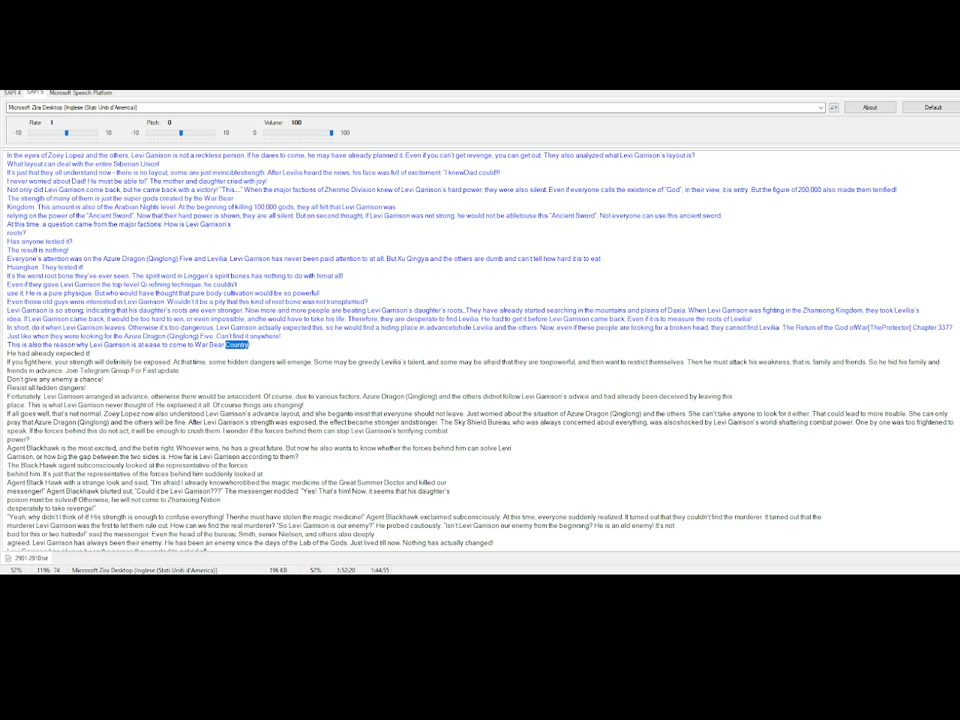 SAPI 4 SAPI 5 Microsoft Speech Platform
Microsoft Zira Desktop [Inglese (Stati Uniti d'America)]
About
Default
Rate: 1 Pitch: 0 Volume: 100
-10 10 -10 10 0 100
In the eyes of Zoey Lopez and the others, Levi Garrison is not a reckless person. If he dares to come, he may have already planned it. Even if you can't get revenge, you can get out. They also analyzed what Levi Garrison's layout is?
What layout can deal with the entire Siberian Union!
It's just that they all understand now - there is no layout, some are just invinciblestrength. After Levilia heard the news, his face was full of excitement: "I knewDad could!!!
I never worried about Dad! He must be able to!" The mother and daughter cried with joy!
Not only did Levi Garrison come back, but he came back with a victory! "This...." When the major factions of Zhenmo Division knew of Levi Garrison's hard power, they were also silent. Even if everyone calls the existence of "God", in their view, it is entry. But the figure of 200,000 also made them terrified!
The strength of many of them is just the super gods created by the War Bear
Kingdom. This amount is also of the Arabian Nights level. At the beginning of killing 100,000 gods, they all felt that Levi Garrison was
relying on the power of the "Ancient Sword". Now that their hard power is shown, they are all silent. But on second thought, if Levi Garrison was not strong, he would not be abletouse this "Ancient Sword". Not everyone can use this ancient sword.
At this time, a question came from the major factions: How is Levi Garrison's
roots?
Has anyone tested it?
The result is nothing!
Everyone's attention was on the Azure Dragon (Qinglong) Five and Levilia. Levi Garrison has never been paid attention to at all. But Xu Qingya and the others are dumb and can't tell how hard it is to eat
Huanglian. They tested it!
It's the worst root bone they've ever seen. The spirit word in Linggen's spirit bones has nothing to do with himat all!
Even if they gave Levi Garrison the top-level Qi refining technique, he couldn't
use it. He is a pure physique. But who would have thought that pure body cultivation would be so powerful!
Even those old guys were interested in Levi Garrison. Wouldn't it be a pity that this kind of root bone was not transplanted?
Levi Garrison is so strong, indicating that his daughter's roots are even stronger. Now more and more people are bearing Levi Garrison's daughter's roots...They have already started searching in the mountains and plains of Daxia. When Levi Garrison was fighting in the Zhanxiong Kingdom, they took Levilia's
idea. If Levi Garrison came back, it would be too hard to win, or even impossible, andhe would have to take his life. Therefore, they are desperate to find Levilia. He had to get it before Levi Garrison came back. Even if it is to measure the roots of Levilia!
In short, do it when Levi Garrison leaves. Otherwise it's too dangerous. Levi Garrison actually expected this, so he would find a hiding place in advancetohide Levilia and the others. Now, even if these people are looking for a broken head, they cannot find Levilia. The Return of the God ofWar[TheProtector] Chapter 3377
Just like when they were looking for the Azure Dragon (Qinglong) Five, Can't find it anywhere!
This is also the reason why Levi Garrison is at ease to come to War Bear Country.
He had already expected it!
If you fight here, your strength will definitely be exposed. At that time, some hidden dangers will emerge. Some may be greedy Levilia's talent, and some may be afraid that they are toopowerful, and then want to restrict themselves. Then he must attack his weakness, that is, family and friends. So he hid his family and
friends in advance. Join Telegram Group For Fast update
Don't give any enemy a chance!
Resist all hidden dangers!
Fortunately, Levi Garrison arranged in advance, otherwise there would be anaccident. Of course, due to various factors, Azure Dragon (Qinglong) and the others didnot follow Levi Garrison's advice and had already been deceived by leaving this
place. This is what Levi Garrison never thought of. He explained it all. Of course things are changing!
If all goes well, that's not normal. Zoey Lopez now also understood Levi Garrison's advance layout, and she beganto insist that everyone should not leave. Just worried about the situation of Azure Dragon (Qinglong) and the others. She can't take anyone to look for it either. That could lead to more trouble. She can only
pray that Azure Dragon (Qinglong) and the others will be fine. After Levi Garrison's strength was exposed, the effect became stronger andstronger. The Sky Shield Bureau, who was always concerned about everything, was alsoshocked by Levi Garrison's world-shattering combat power. One by one was too frightened to
speak. If the forces behind this do not act, it will be enough to crush them. I wonder if the forces behind them can stop Levi Garrison's terrifying combat
power?
Agent Blackhawk is the most excited, and the bet is right. Whoever wins, he has a great future. But now he also wants to know whether the forces behind him can solve Levi
Garrison, or how big the gap between the two sides is. How far is Levi Garrison according to them?
The Black Hawk agent subconsciously looked at the representative of the forces
behind him. It's just that the representative of the forces behind him suddenly looked at
Agent Black Hawk with a strange look and said, "I'm afraid I already knowwhorobbed the magic medicine of the Great Summer Doctor and killed our
messenger!" Agent Blackhawk blurted out, "Could it be Levi Garrison???" The messenger nodded: "Yes! That's him! Now, it seems that his daughter's
poison must be solved! Otherwise, he will not come to Zhanxiong Nation
desperately to take revenge!"
"Yeah, why didn't I think of it! His strength is enough to confuse everything! Thenhe must have stolen the magic medicine!" Agent Blackhawk exclaimed subconsciously. At this time, everyone suddenly realized. It turned out that they couldn't find the murderer. It turned out that the
murderer Levi Garrison was the first to let them rule out. How can we find the real murderer? "So Levi Garrison is our enemy?" He probed cautiously. "Isn't Levi Garrison our enemy from the beginning? He is an old enemy! It's not
bad for this or two hatreds!" said the messenger. Even the head of the bureau, Smith, senior Nielsen, and others also deeply
agreed. Levi Garrison has always been their enemy. He has been an enemy since the days of the Lab of the Gods. Just lived till now. Nothing has actually changed!
2901-2910.txt
52% 1196: 74 Microsoft Zira Desktop [Inglese (Stati Uniti d'America)] 196 KB 52% 1:52:20 1:44:55